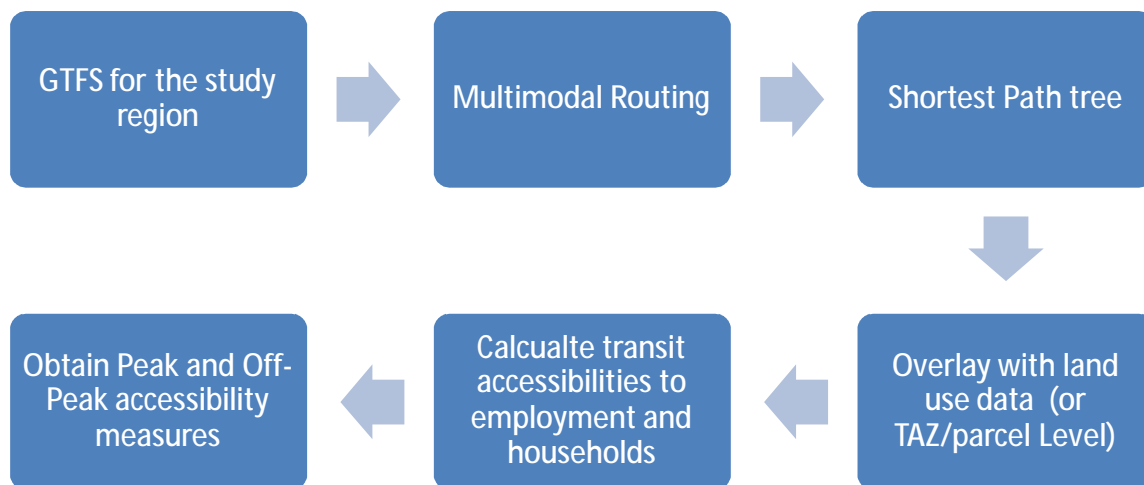 GTFS for the study
region
Multimodal Routing
Shortest Path tree
Overlay with land
use data (or
TAZ/parcel Level)
Calcualte transit
accessibilities to
employment and
households
Obtain Peak and Off-
Peak accessibility
measures